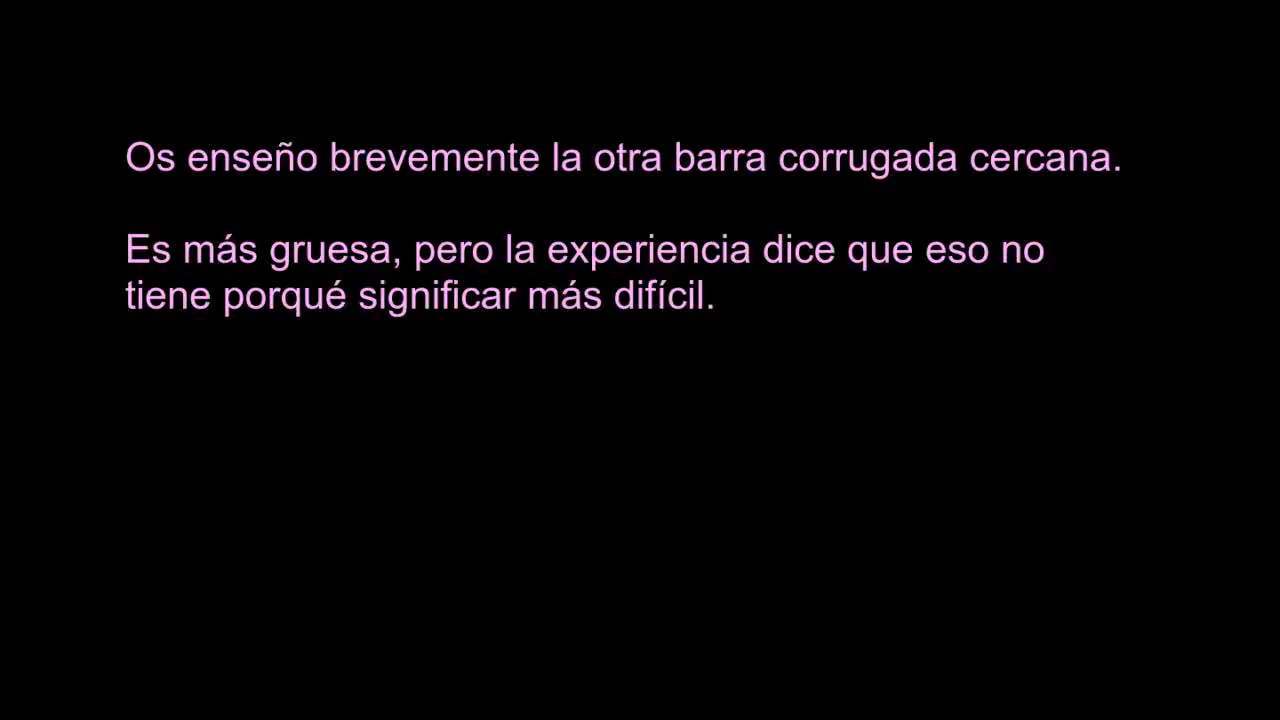 Os enseño brevemente la otra barra corrugada cercana.
Es más gruesa, pero la experiencia dice que eso no
tiene porqué significar más difícil.